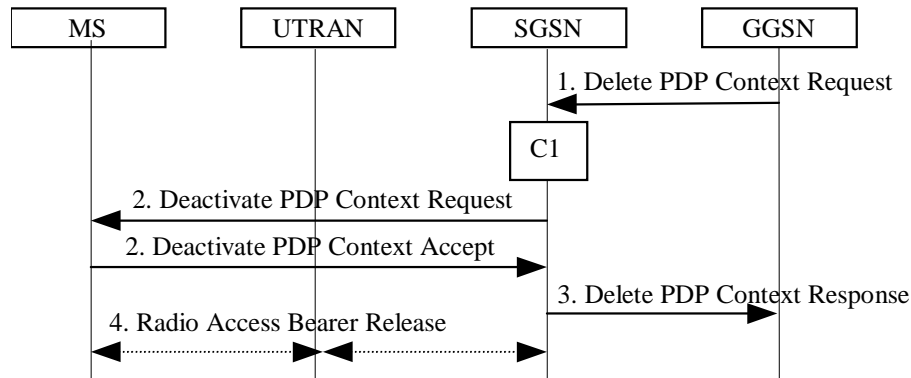 MS UTRAN SGSN GGSN
1. Delete PDP Context Request
C1
2. Deactivate PDP Context Request
2. Deactivate PDP Context Accept
3. Delete PDP Context Response
4. Radio Access Bearer Release